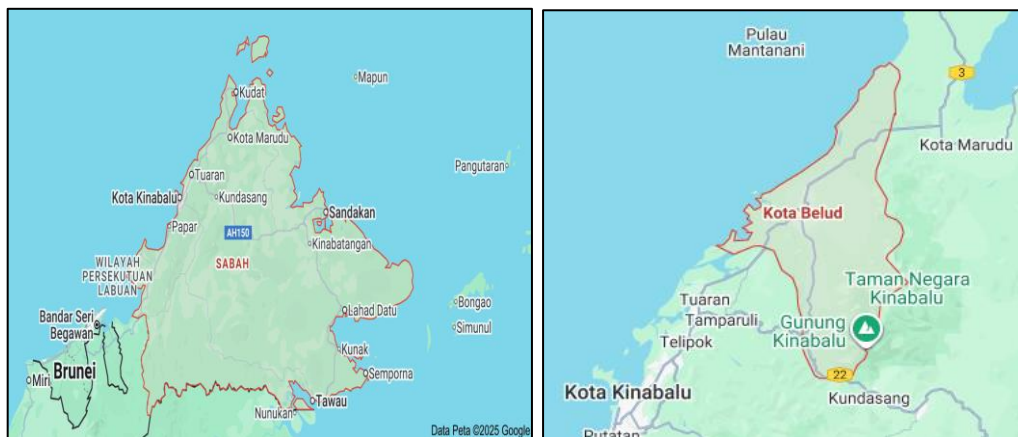 Mapun
Kudat
Kota Marudu
Pangutaran
Tuaran
Kota Kinabalu
Kundasang
Sandakan
Papar
AH150
Kinabatangan
WILAYAH
PERSEKUTUAN
LABUAN
SABAH
Bandar Seri
Begawan
Lahad Datu
Bongao
Simunul
Brunei
Miri
Kunak
Semporna
Nunukan
Tawau
Data Peta ©2025 Google
Pulau
Mantanani
3
Kota Marudu
Kota Belud
Taman Negara
Kinabalu
Tuaran
Tamparuli
Telipok
Gunung
Kinabalu
22
Kota Kinabalu
Kundasang
Putatan